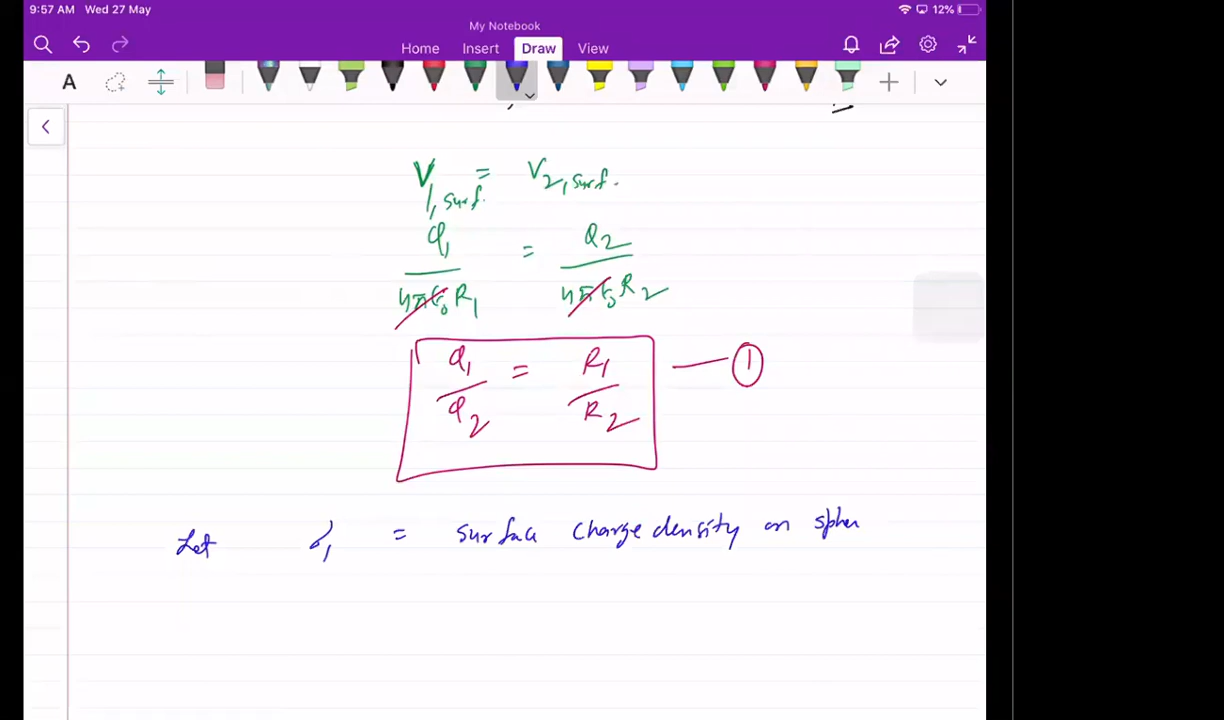 9:57 AM Wed 27 May
12%
My Notebook
Home Insert Draw View
A
V1, surf. = V2, surf.
Q1/4πε0R1 = Q2/4πε0R2
Q1/Q2 = R1/R2 — ①
Let σ1 = surface charge density on spher